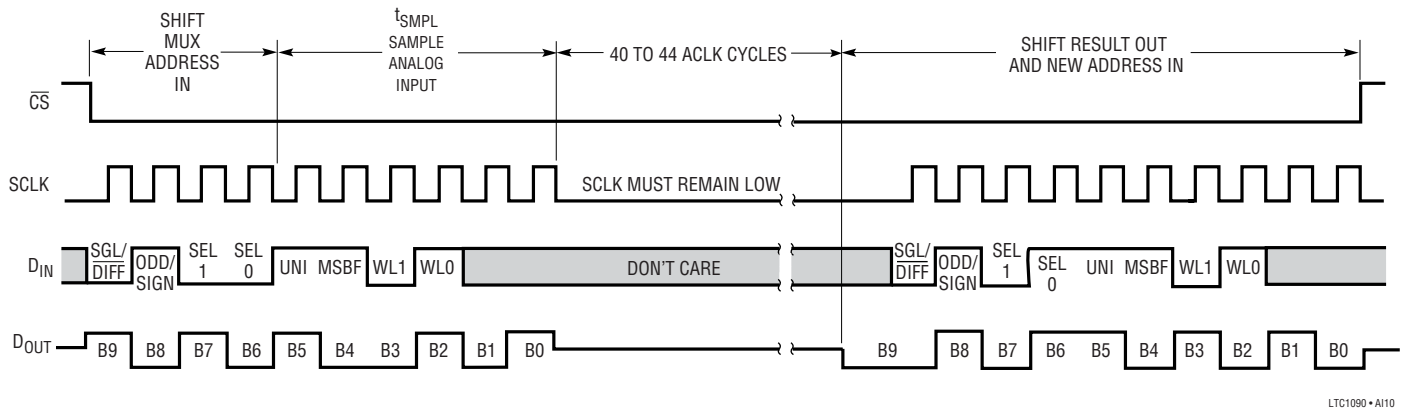 SHIFT
MUX
ADDRESS
IN
tSMPL
SAMPLE
ANALOG
INPUT
40 TO 44 ACLK CYCLES
SHIFT RESULT OUT
AND NEW ADDRESS IN
CS
SCLK
SCLK MUST REMAIN LOW
DIN
SGL/
DIFF
ODD/
SIGN
SEL
1
SEL
0
UNI
MSBF
WL1
WL0
DON'T CARE
SGL/
DIFF
ODD/
SIGN
SEL
1
SEL
0
UNI
MSBF
WL1
WL0
DOUT
B9 B8 B7 B6 B5 B4 B3 B2 B1 B0
B9 B8 B7 B6 B5 B4 B3 B2 B1 B0
LTC1090 • AI10